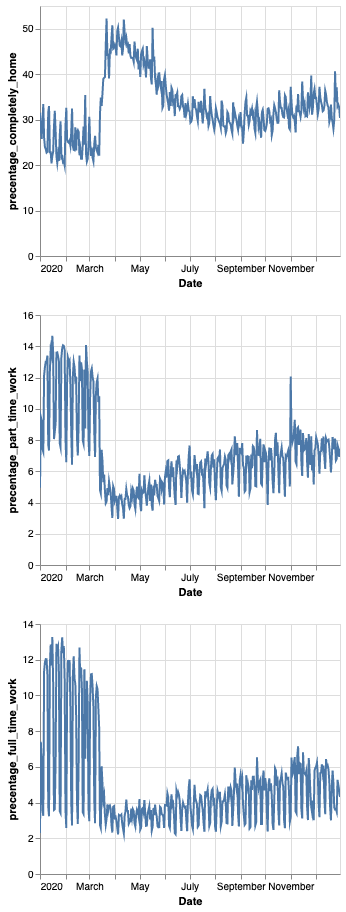 50
40
30
20
10
0
precentage_completely_home
2020 March May July September November
Date
16
14
12
10
8
6
4
2
0
precentage_part_time_work
2020 March May July September November
Date
14
12
10
8
6
4
2
0
precentage_full_time_work
2020 March May July September November
Date